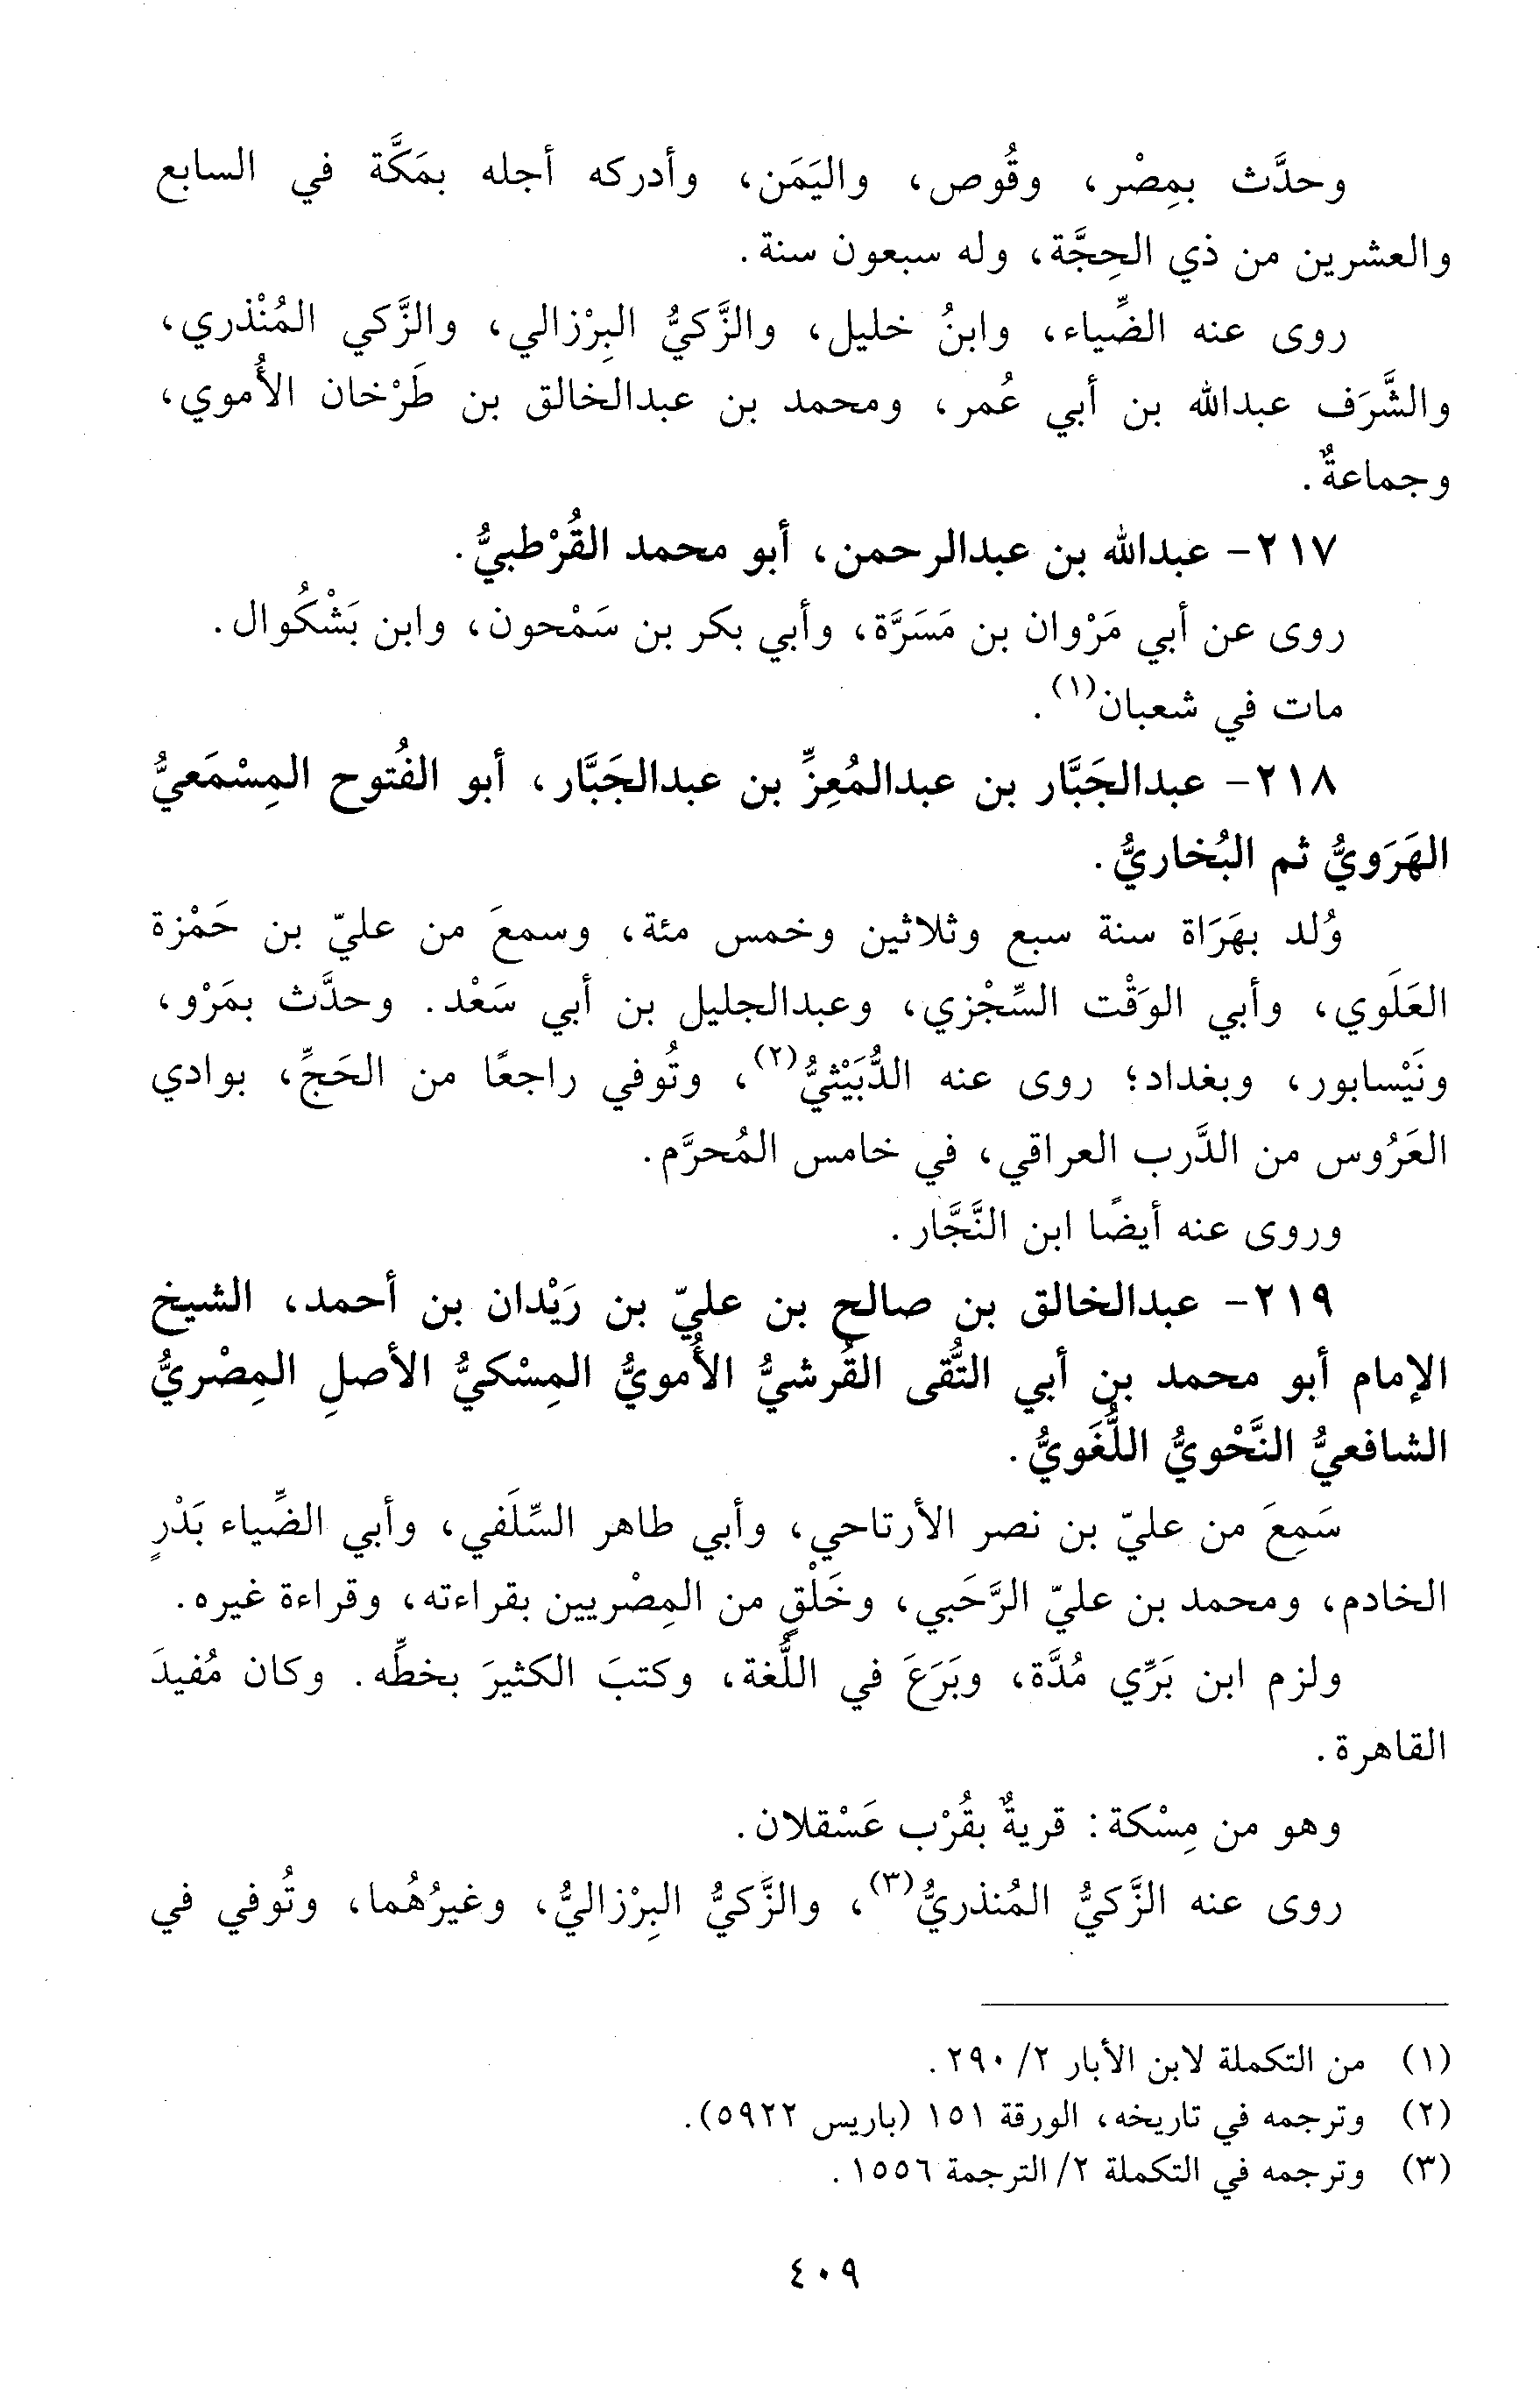 وحدَّث بمِصْر، وقُوص، واليَمَن، وأدركه أجله بمَكَّة في السابع
والعشرين من ذي الحِجَّة، وله سبعون سنة.
روى عنه الضِّياء، وابنُ خليل، والزَّكيُّ البِرْزالي، والزَّكي المُنْذري،
والشَّرَف عبدالله بن أبي عُمر، ومحمد بن عبدالخالق بن طَرْخان الأُموي،
وجماعةٌ.
٢١٧- عبدالله بن عبدالرحمن، أبو محمد القُرْطبيُّ.
روى عن أبي مَرْوان بن مَسَرَّة، وأبي بكر بن سَمْحون، وابن بَشْكُوال.
مات في شعبان(١).
٢١٨- عبدالجَبَّار بن عبدالمُعِزِّ بن عبدالجَبَّار، أبو الفُتوح المِسْمَعيُّ
الهَرَويُّ ثم البُخاريُّ.
وُلد بهَرَاة سنة سبع وثلاثين وخمس مئة، وسمعَ من عليّ بن حَمْزة
العَلَوي، وأبي الوَقْت السِّجْزي، وعبدالجليل بن أبي سَعْد. وحدَّث بمَرْو،
ونَيْسابور، وبغداد؛ روى عنه الدُّبَيْثيُّ(٢)، وتُوفي راجعًا من الحَجِّ، بوادي
العَرُوس من الدَّرب العراقي، في خامس المُحرَّم.
وروى عنه أيضًا ابن النَّجَّار.
٢١٩- عبدالخالق بن صالح بن عليّ بن رَيْدان بن أحمد، الشيخ
الإمام أبو محمد بن أبي التُّقى القُرشيُّ الأُمويُّ المِسْكيُّ الأصلِ المِصْريُّ
الشافعيُّ النَّحْويُّ اللُّغَويُّ.
سَمِعَ من عليّ بن نصر الأرتاحي، وأبي طاهر السِّلَفي، وأبي الضِّياء بَدْرٍ
الخادم، ومحمد بن عليّ الرَّحَبي، وخَلْقٍ من المِصْريين بقراءته، وقراءة غيره.
ولزم ابن بَرِّي مُدَّة، وبَرَعَ في اللُّغة، وكتبَ الكثيرَ بخطِّه. وكان مُفيدَ
القاهرة.
وهو من مِسْكة: قريةٌ بقُرْب عَسْقلان.
روى عنه الزَّكيُّ المُنذريُّ(٣)، والزَّكيُّ البِرْزاليُّ، وغيرُهُما، وتُوفي في
(١) من التكملة لابن الأبار ٢/ ٢٩٠.
(٢) وترجمه في تاريخه، الورقة ١٥١ (باريس ٥٩٢٢).
(٣) وترجمه في التكملة ٢/ الترجمة ١٥٥٦.
٤٠٩